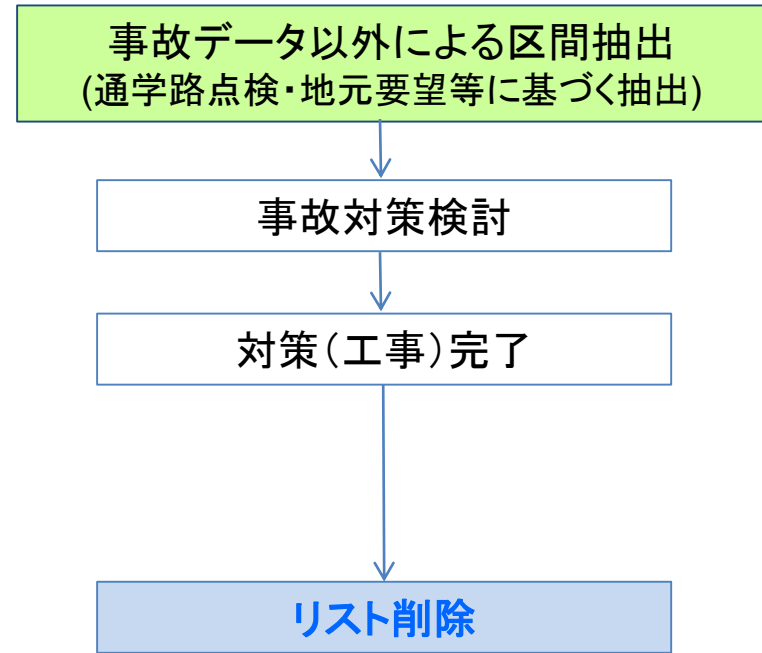 事故データ以外による区間抽出
(通学路点検・地元要望等に基づく抽出)
事故対策検討
対策(工事)完了
リスト削除